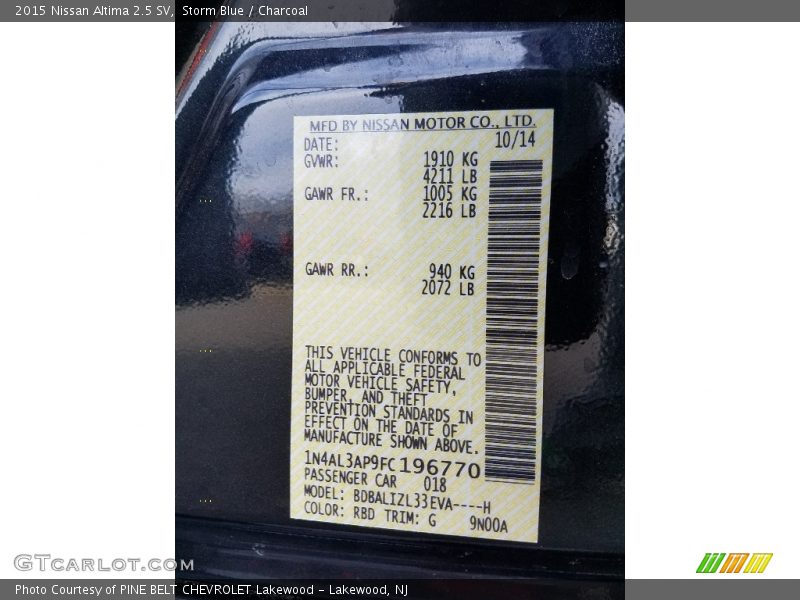 2015 Nissan Altima 2.5 SV,  Storm Blue / Charcoal
MFD BY NISSAN MOTOR CO., LTD.
DATE: 10/14
GVWR: 1910 KG
4211 LB
GAWR FR.: 1005 KG
2216 LB
GAWR RR.: 940 KG
2072 LB
THIS VEHICLE CONFORMS TO
ALL APPLICABLE FEDERAL
MOTOR VEHICLE SAFETY,
BUMPER, AND THEFT
PREVENTION STANDARDS IN
EFFECT ON THE DATE OF
MANUFACTURE SHOWN ABOVE.
1N4AL3AP9FC196770
PASSENGER CAR 018
MODEL: BDBALIZL33EVA----H
COLOR: RBD TRIM: G 9N00A
GTcarlot.com
Photo Courtesy of PINE BELT CHEVROLET Lakewood - Lakewood, NJ